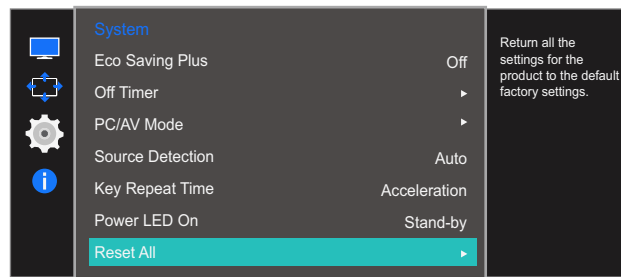 System
Eco Saving Plus Off
Off Timer
PC/AV Mode
Source Detection Auto
Key Repeat Time Acceleration
Power LED On Stand-by
Reset All
Return all the
settings for the
product to the default
factory settings.